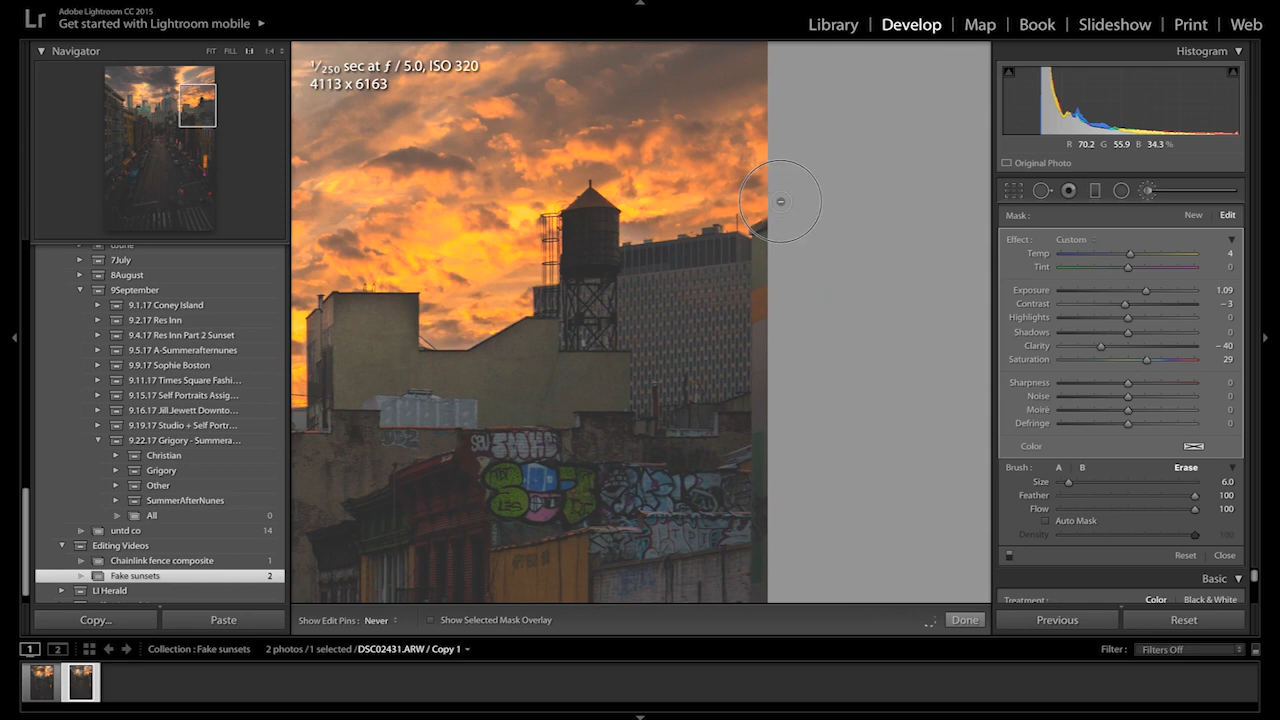 Lr
Adobe Lightroom CC 2015
Get started with Lightroom mobile ▶
Library | Develop | Map | Book | Slideshow | Print | Web
Navigator
FIT FILL 1:1 1:4
1/250 sec at ƒ / 5.0, ISO 320
4113 x 6163
7July
8August
9September
9.1.17 Coney Island
9.2.17 Res Inn
9.4.17 Res Inn Part 2 Sunset
9.5.17 A-Summerafternunes
9.9.17 Sophie Boston
9.11.17 Times Square Fashi...
9.15.17 Self Portraits Assig...
9.16.17 Jill.Jewett Downto...
9.19.17 Studio + Self Portr...
9.22.17 Grigory - Summera...
Christian
Grigory
Other
SummerAfterNunes
All 0
untd co 14
Editing Videos
Chainlink fence composite 1
Fake sunsets 2
LI Herald
Copy... Paste
Show Edit Pins : Never
Show Selected Mask Overlay
Done
Histogram
R 70.2 G 55.9 B 34.3 %
Original Photo
Mask : New Edit
Effect : Custom
Temp 4
Tint 0
Exposure 1.09
Contrast – 3
Highlights 0
Shadows 0
Clarity – 40
Saturation 29
Sharpness 0
Noise 0
Moiré 0
Defringe 0
Color
Brush : A B Erase
Size 6.0
Feather 100
Flow 100
Auto Mask
Density 100
Reset Close
Basic
Treatment : Color Black & White
Previous Reset
1 2 Collection : Fake sunsets 2 photos / 1 selected / DSC02431.ARW / Copy 1
Filter : Filters Off